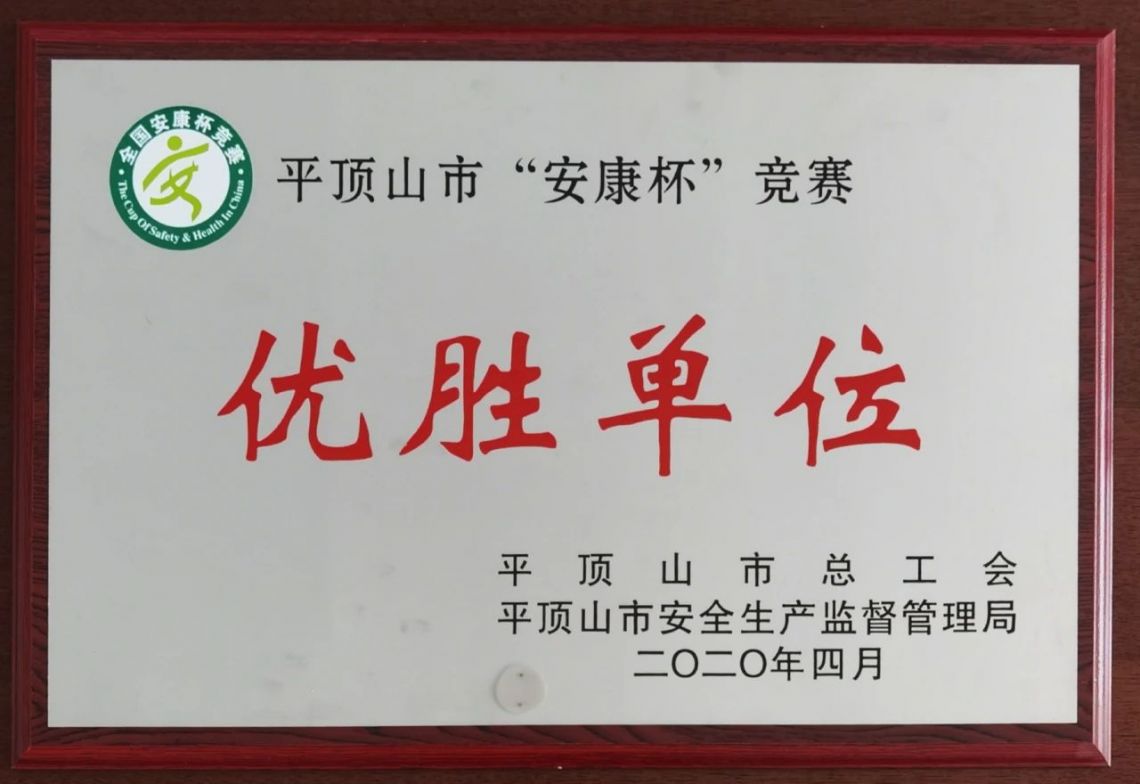 全国安康杯竞赛
The Cup Of Safety & Health In China
平顶山市“安康杯”竞赛
优胜单位
平顶山市总工会
平顶山市安全生产监督管理局
二〇二〇年四月